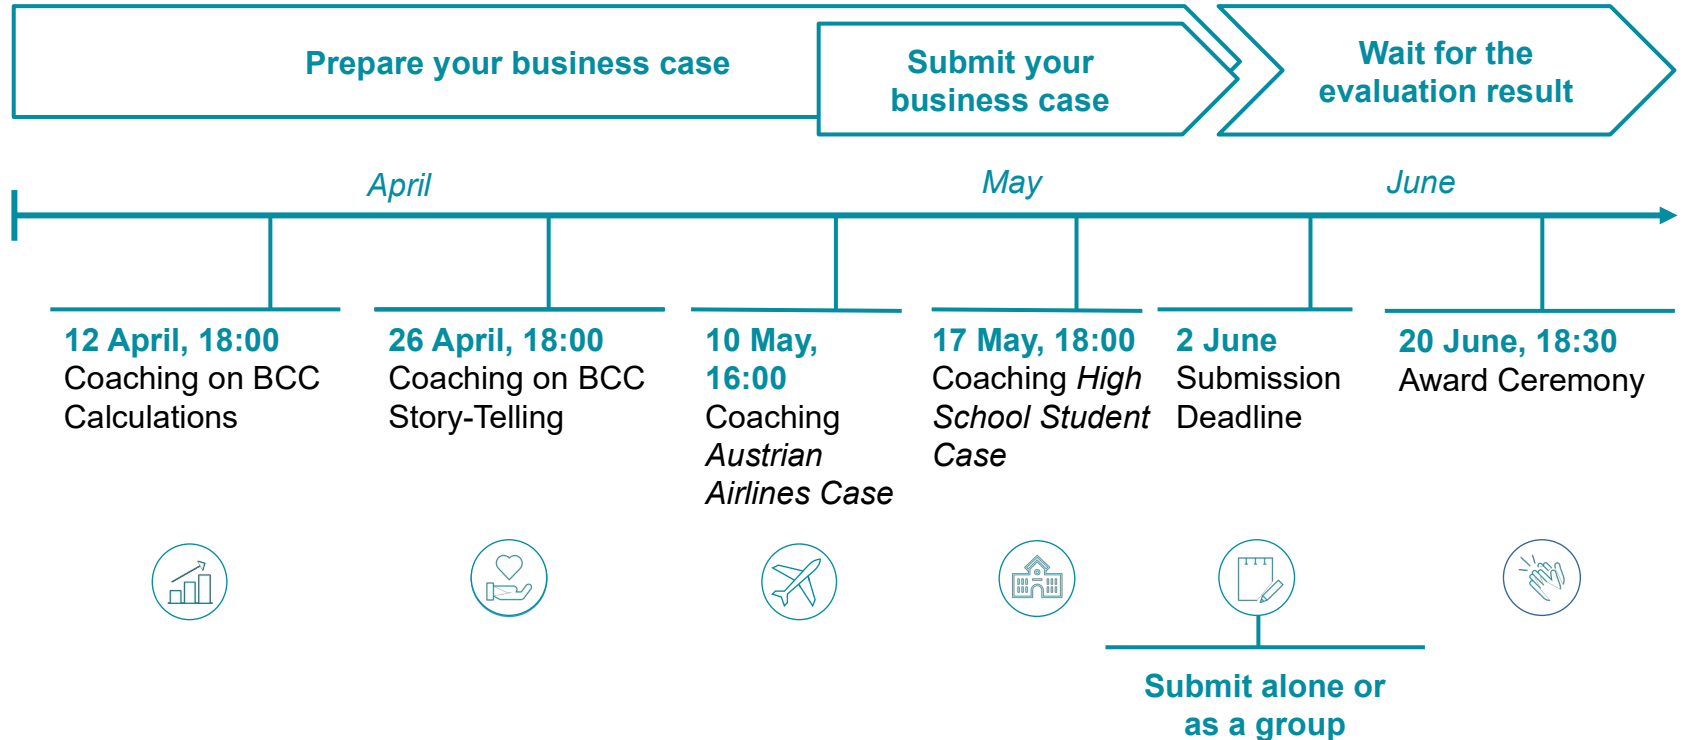 Prepare your business case
Submit your
business case
Wait for the
evaluation result
April
May
June
12 April, 18:00
Coaching on BCC
Calculations
26 April, 18:00
Coaching on BCC
Story-Telling
10 May,
16:00
Coaching
Austrian
Airlines Case
17 May, 18:00
Coaching High
School Student
Case
2 June
Submission
Deadline
20 June, 18:30
Award Ceremony
Submit alone or
as a group